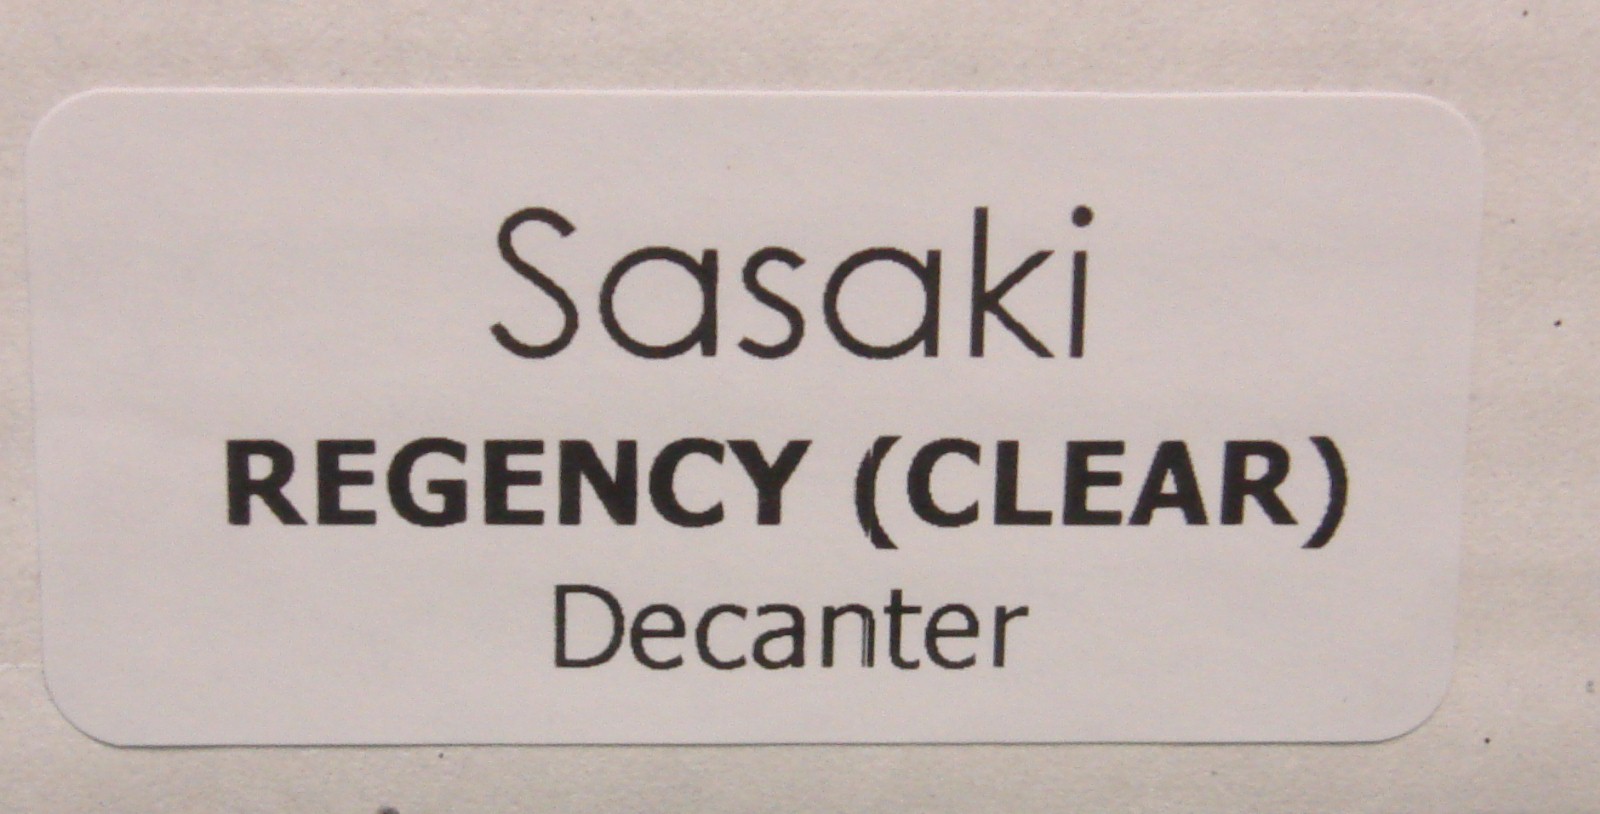 Sasaki
REGENCY (CLEAR)
Decanter